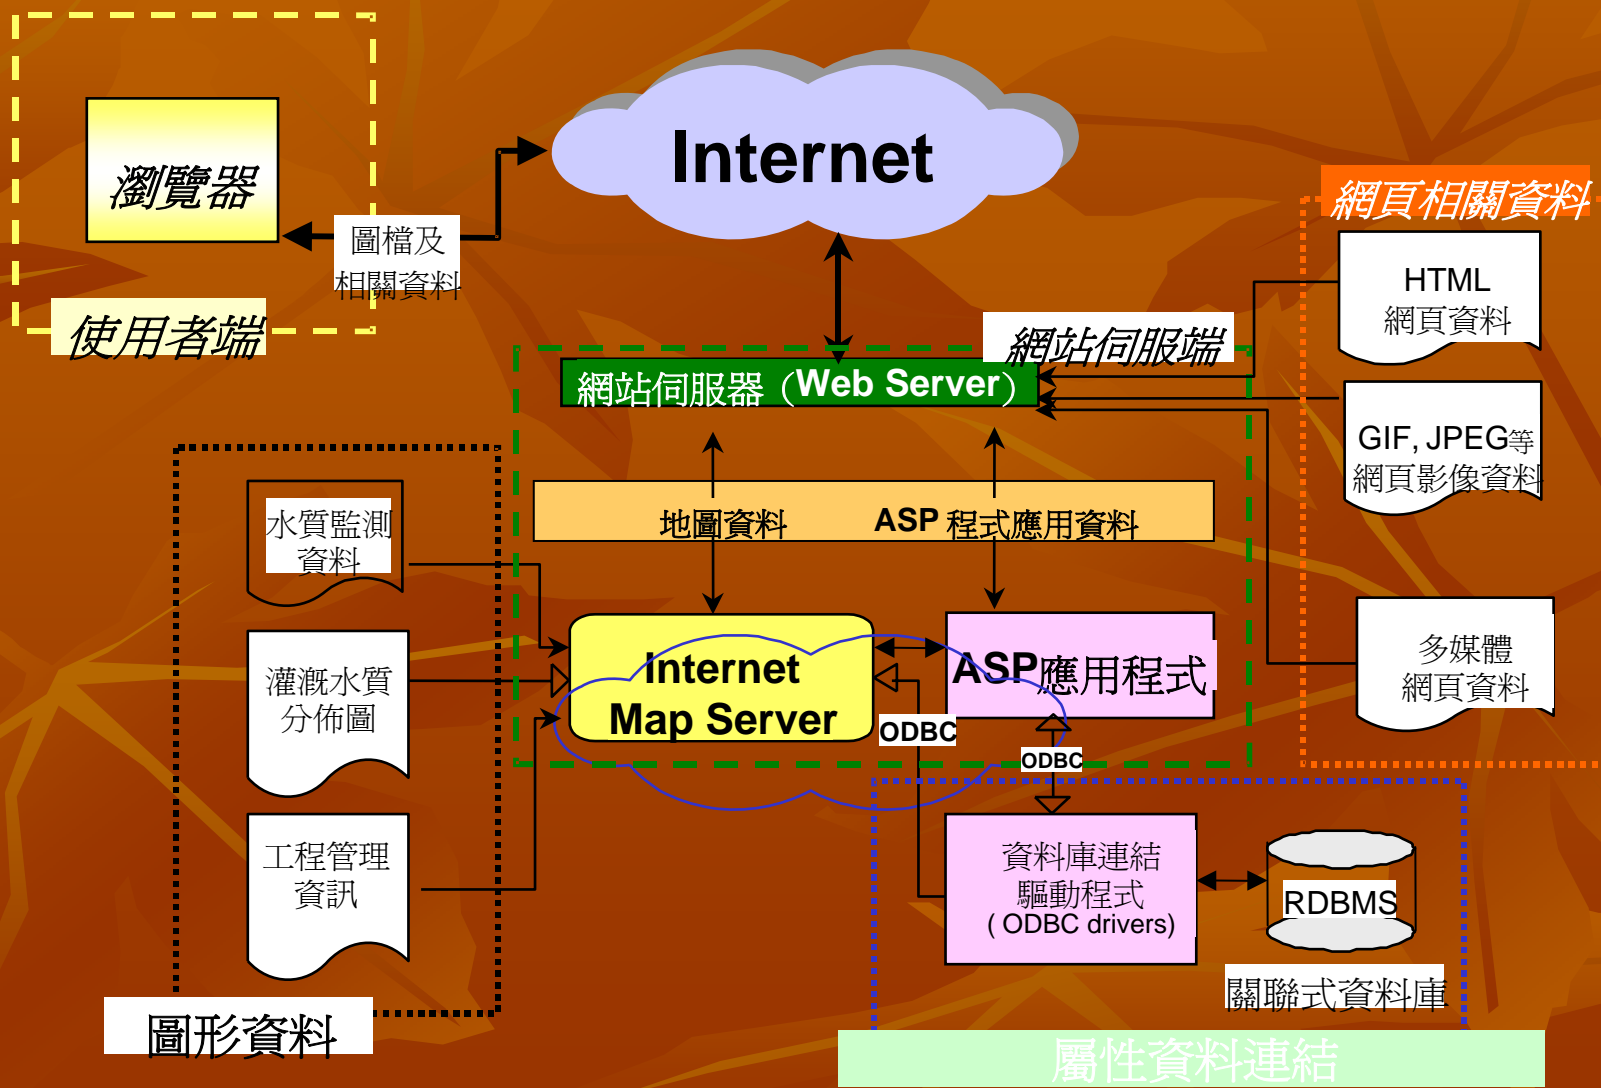 Internet
瀏覽器
圖檔及
相關資料
使用者端
網頁相關資料
HTML
網頁資料
網站伺服端
網站伺服器（Web Server）
GIF, JPEG等
網頁影像資料
水質監測
資料
地圖資料
ASP 程式應用資料
灌溉水質
分佈圖
Internet
Map Server
ASP應用程式
多媒體
網頁資料
ODBC
ODBC
工程管理
資訊
資料庫連結
驅動程式
( ODBC drivers)
RDBMS
關聯式資料庫
圖形資料
屬性資料連結